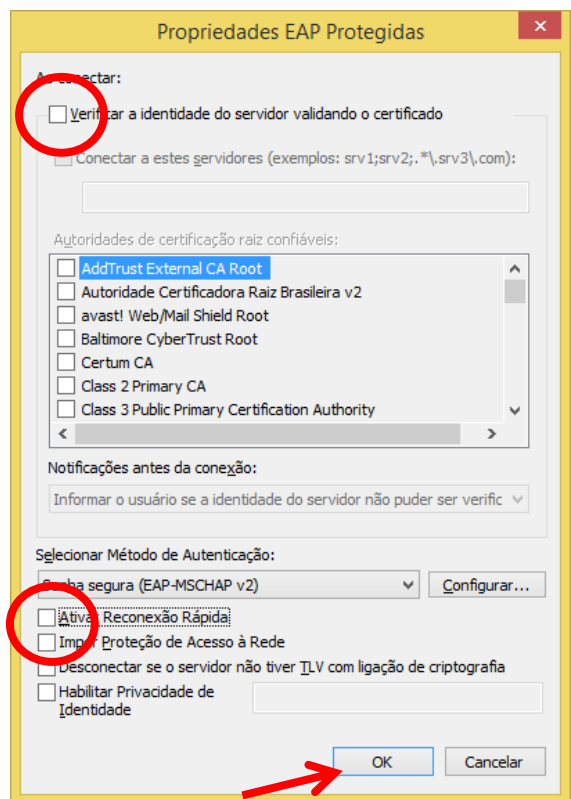 Propriedades EAP Protegidas
Ao conectar:
Verificar a identidade do servidor validando o certificado
Conectar a estes servidores (exemplos: srv1;srv2;.*\.srv3\.com):
Autoridades de certificação raiz confiáveis:
AddTrust External CA Root
Autoridade Certificadora Raiz Brasileira v2
avast! Web/Mail Shield Root
Baltimore CyberTrust Root
Certum CA
Class 2 Primary CA
Class 3 Public Primary Certification Authority
Notificações antes da conexão:
Informar o usuário se a identidade do servidor não puder ser verific
Selecionar Método de Autenticação:
Senha segura (EAP-MSCHAP v2)
Configurar...
Ativar Reconexão Rápida
Impor Proteção de Acesso à Rede
Desconectar se o servidor não tiver TLV com ligação de criptografia
Habilitar Privacidade de
Identidade
OK
Cancelar